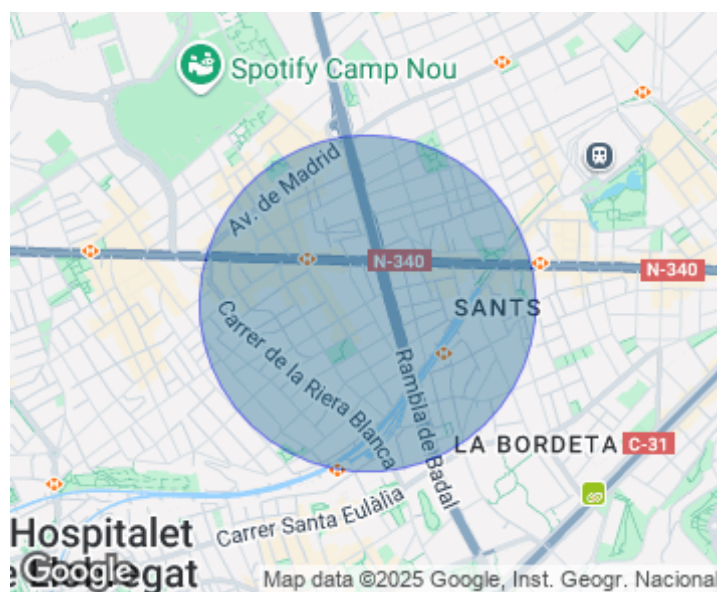 Spotify Camp Nou
Av. de Madrid
N-340
N-340
SANTS
Carrer de la Riera Blanca
Rambla de Badal
LA BORDETA
C-31
Carrer Santa Eulàlia
Hospitalet
e Llobregat
Google
Map data ©2025 Google, Inst. Geogr. Nacional